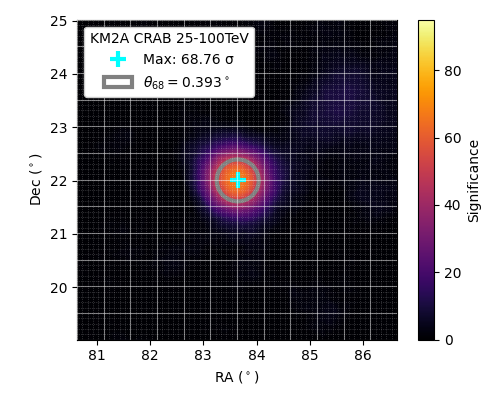 KM2A CRAB 25-100TeV
Max: 68.76 σ
θ68 = 0.393°
25
24
23
22
21
20
Dec (°)
81 82 83 84 85 86
RA (°)
80
60
40
20
0
Significance